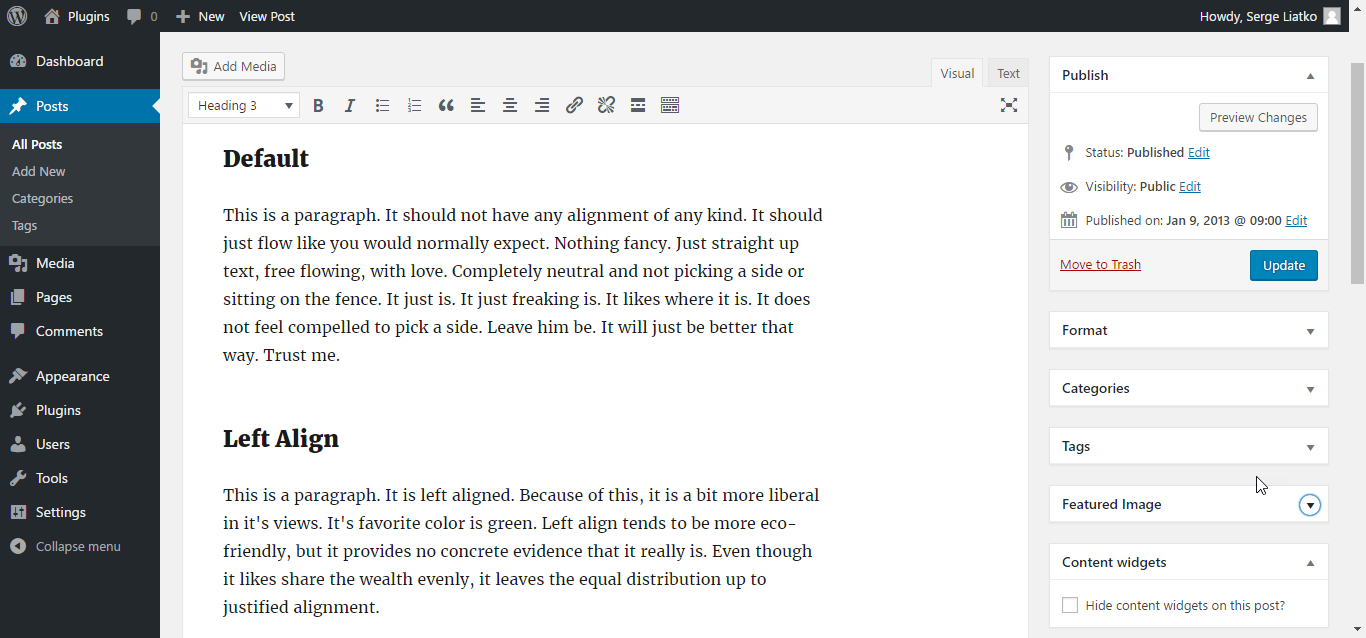 Plugins
0
New
View Post
Howdy, Serge Liatko
Dashboard
Posts
All Posts
Add New
Categories
Tags
Media
Pages
Comments
Appearance
Plugins
Users
Tools
Settings
Collapse menu
Add Media
Visual
Text
Heading 3
Default
This is a paragraph. It should not have any alignment of any kind. It should
just flow like you would normally expect. Nothing fancy. Just straight up
text, free flowing, with love. Completely neutral and not picking a side or
sitting on the fence. It just is. It just freaking is. It likes where it is. It does
not feel compelled to pick a side. Leave him be. It will just be better that
way. Trust me.
Left Align
This is a paragraph. It is left aligned. Because of this, it is a bit more liberal
in it's views. It's favorite color is green. Left align tends to be more eco-
friendly, but it provides no concrete evidence that it really is. Even though
it likes share the wealth evenly, it leaves the equal distribution up to
justified alignment.
Publish
Preview Changes
Status: Published Edit
Visibility: Public Edit
Published on: Jan 9, 2013 @ 09:00 Edit
Move to Trash
Update
Format
Categories
Tags
Featured Image
Content widgets
Hide content widgets on this post?